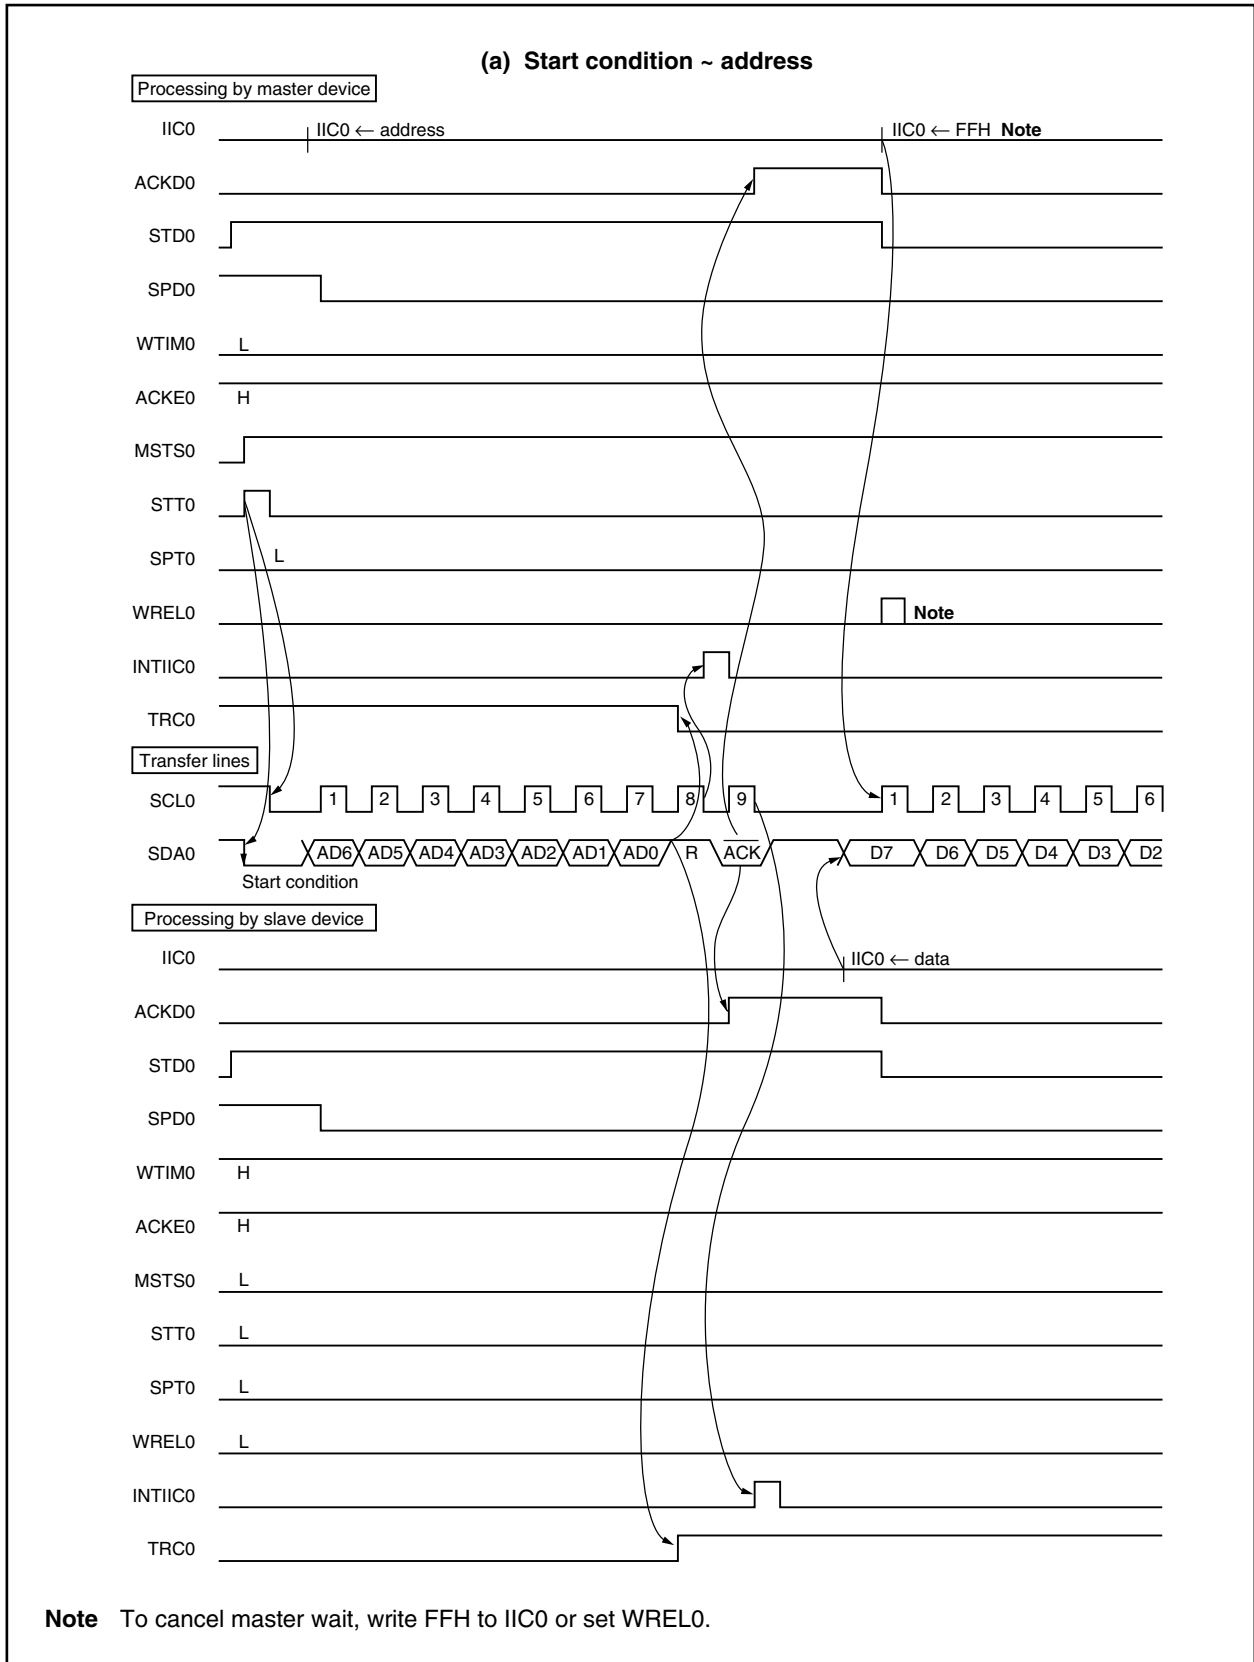 (a) Start condition ~ address
Processing by master device
IIC0 IIC0 ← address IIC0 ← FFH Note
ACKD0
STD0
SPD0
WTIM0 L
ACKE0 H
MSTS0
STT0
SPT0 L
WREL0 Note
INTIIC0
TRC0
Transfer lines
SCL0 1 2 3 4 5 6 7 8 9 1 2 3 4 5 6
SDA0 AD6 AD5 AD4 AD3 AD2 AD1 AD0 R ACK D7 D6 D5 D4 D3 D2
Start condition
Processing by slave device
IIC0 IIC0 ← data
ACKD0
STD0
SPD0
WTIM0 H
ACKE0 H
MSTS0 L
STT0 L
SPT0 L
WREL0 L
INTIIC0
TRC0
Note To cancel master wait, write FFH to IIC0 or set WREL0.